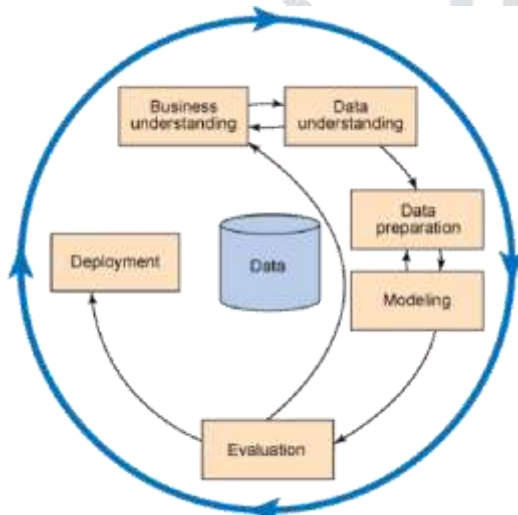 Business
understanding
Data
understanding
Data
preparation
Deployment
Data
Modeling
Evaluation